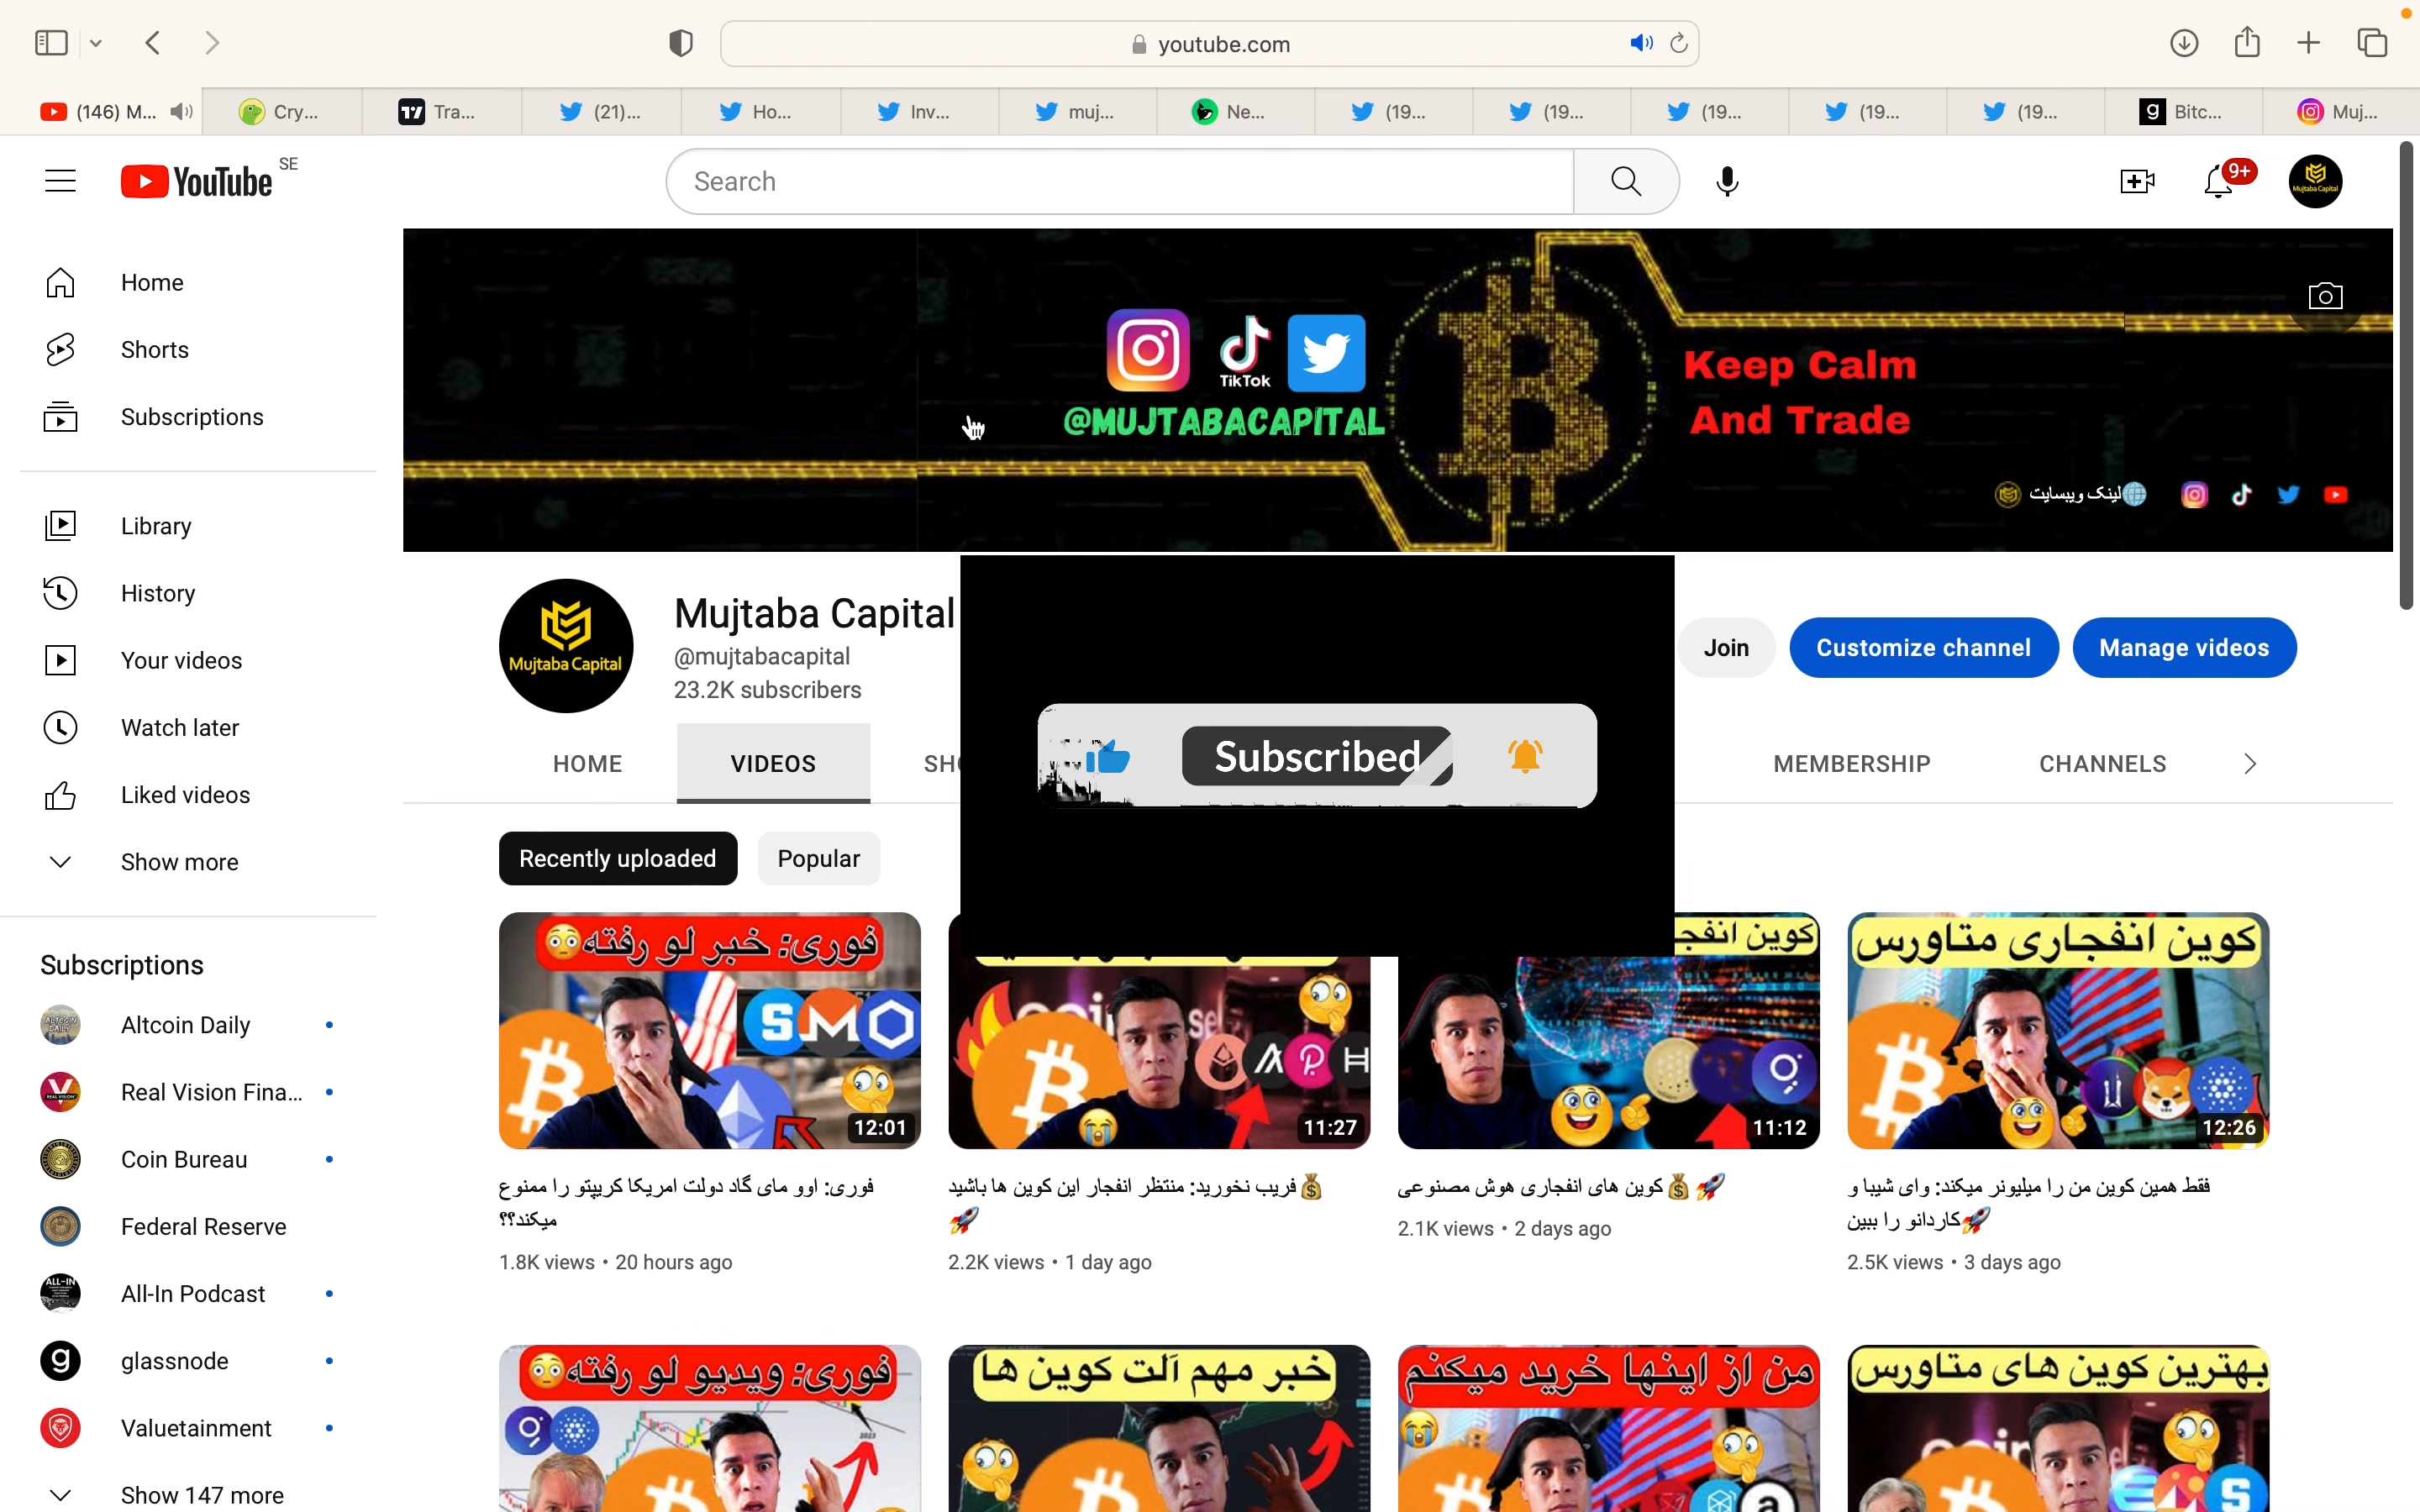 youtube.com
(146) M...
Cry...
Tra...
(21)...
Ho...
Inv...
muj...
Ne...
(19...
(19...
(19...
(19...
(19...
Bitc...
Muj...
YouTube SE
Search
9+
Mujtaba Capital
Home
Shorts
Subscriptions
Library
History
Your videos
Watch later
Liked videos
Show more
Subscriptions
Altcoin Daily
Real Vision Fina...
Coin Bureau
Federal Reserve
All-In Podcast
glassnode
Valuetainment
Show 147 more
TikTok
@MUJTABACAPITAL
Keep Calm
And Trade
لینک وبسایت
Mujtaba Capital
Mujtaba Capital
@mujtabacapital
23.2K subscribers
Join
Customize channel
Manage videos
Subscribed
HOME
VIDEOS
SHO
MEMBERSHIP
CHANNELS
Recently uploaded
Popular
فوری: خبر لو رفته
12:01
فوری: اوو مای گاد دولت امریکا کریپتو را ممنوع
میکند؟؟
1.8K views • 20 hours ago
11:27
فریب نخورید: منتظر انفجار این کوین ها باشید
2.2K views • 1 day ago
کوین انفج
11:12
کوین های انفجاری هوش مصنوعی
2.1K views • 2 days ago
کوین انفجاری متاورس
12:26
فقط همین کوین من را میلیونر میکند: وای شیبا و
کاردانو را ببین
2.5K views • 3 days ago
فوری: ویدیو لو رفته
2023
خبر مهم آلت کوین ها
من از اینها خرید میکنم
بهترین کوین های متاورس